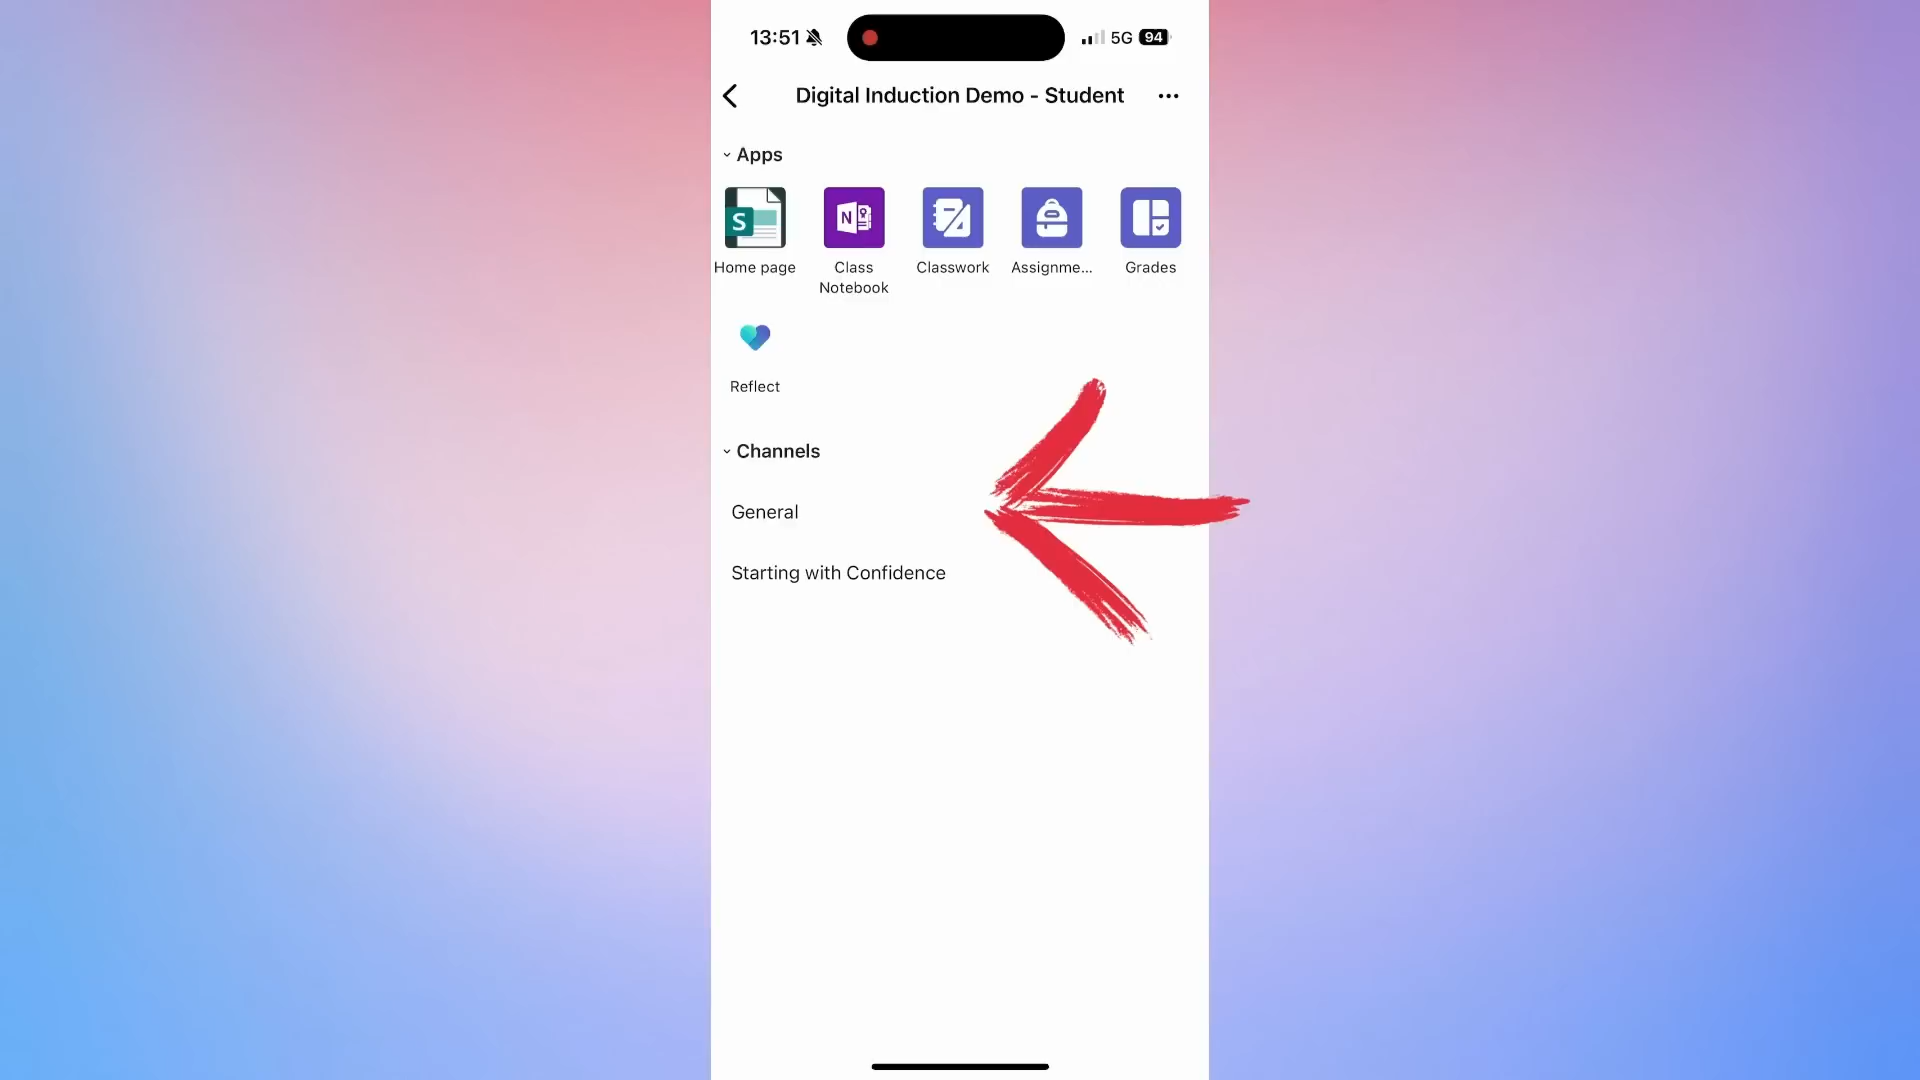 13:51 5G 94
Digital Induction Demo - Student
Apps
S
N
Home page
Class
Notebook
Classwork
Assignme...
Grades
Reflect
Channels
General
Starting with Confidence